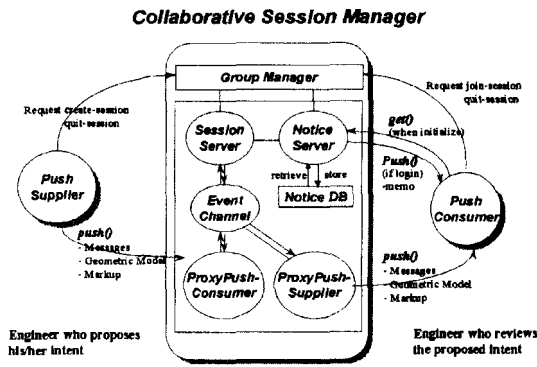 Collaborative Session Manager
Group Manager
Request create-session
quit-session
Request join-session
quit-session
Session
Server
Notice
Server
get()
(when initialize)
Push()
(if login)
-memo
retrieve
store
Notice DB
Push
Supplier
Event
Channel
Push
Consumer
push()
- Messages
- Geometric Model
- Markup
ProxyPush-
Consumer
ProxyPush-
Supplier
push()
- Messages
- Geometric Model
- Markup
Engineer who proposes
his/her intent
Engineer who reviews
the proposed intent